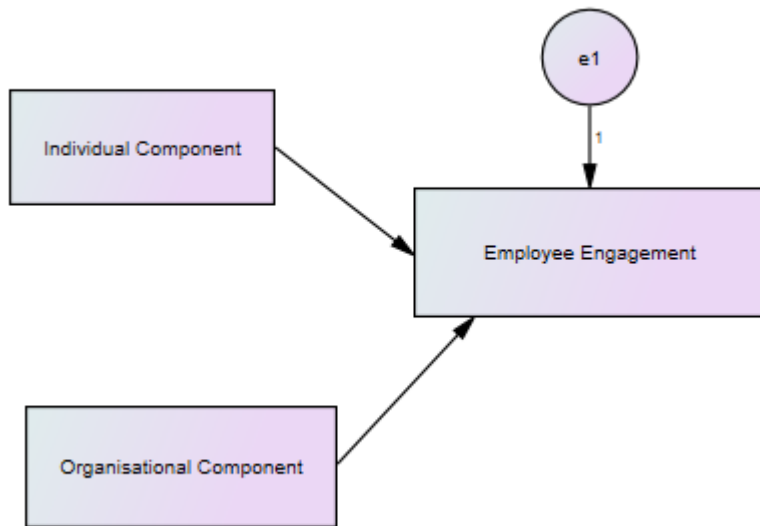 e1
1
Individual Component
Employee Engagement
Organisational Component